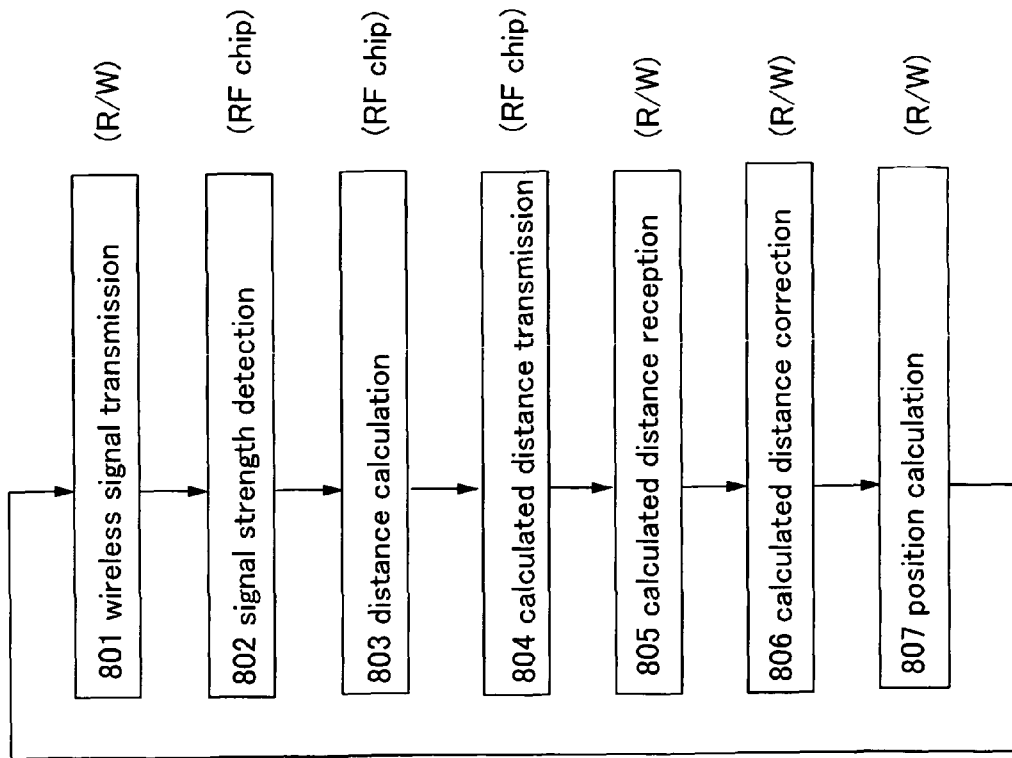 801 wireless signal transmission
(R/W)
802 signal strength detection
(RF chip)
803 distance calculation
(RF chip)
804 calculated distance transmission
(RF chip)
805 calculated distance reception
(R/W)
806 calculated distance correction
(R/W)
807 position calculation
(R/W)